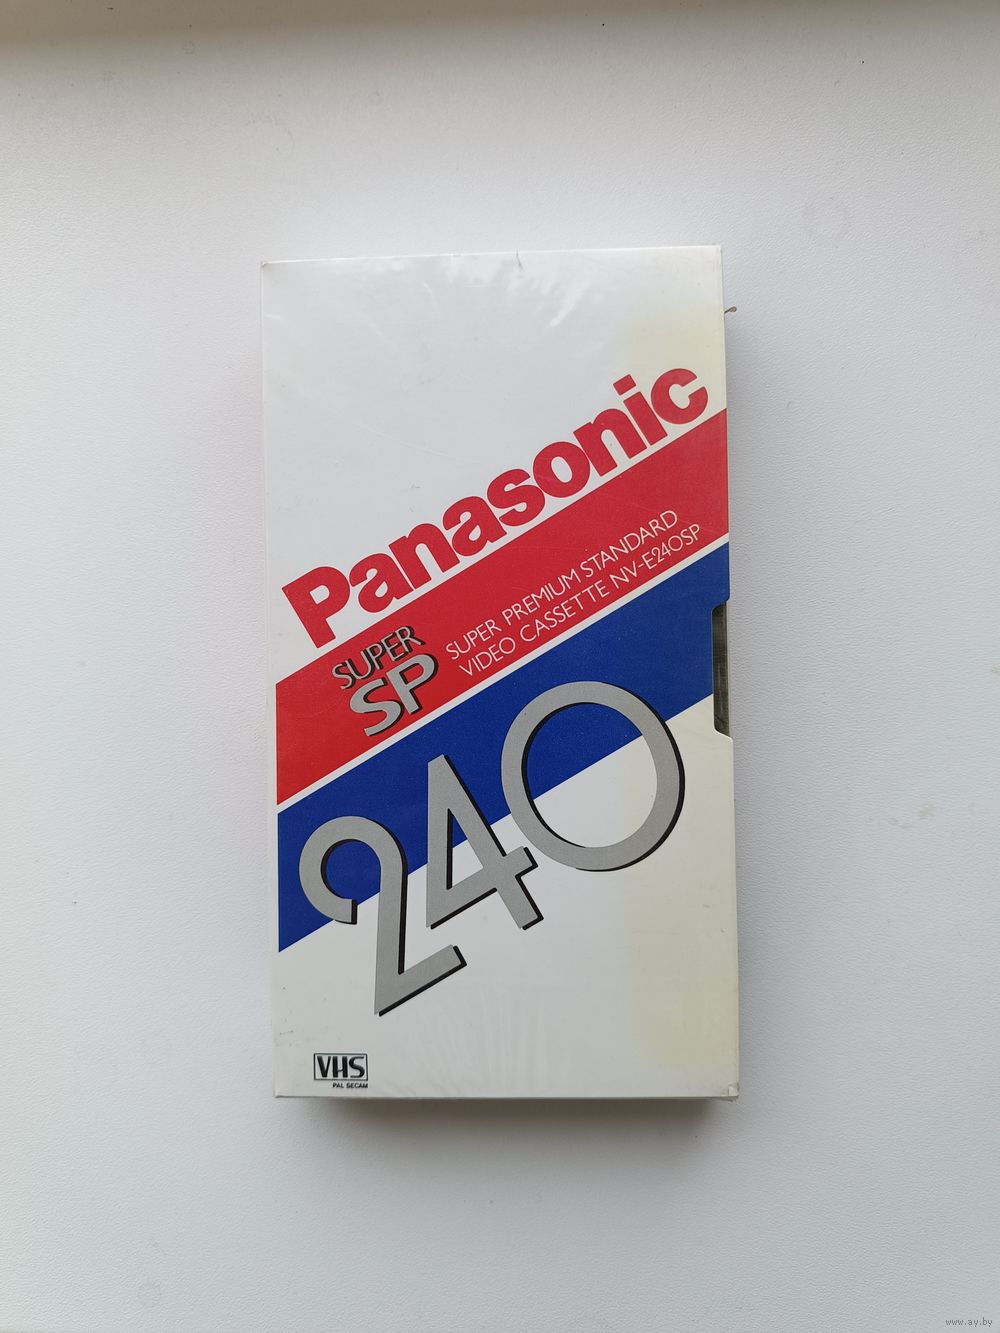 Panasonic
SUPER
SP
SUPER PREMIUM STANDARD
VIDEO CASSETTE NV-E240SP
240
VHS
PAL SECAM
www.ay.by